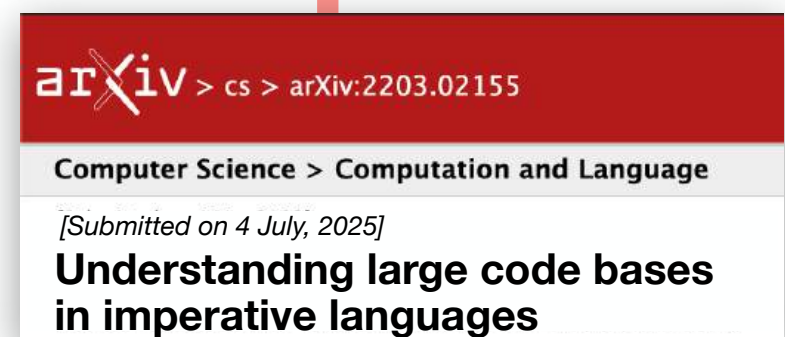 arXiv > cs > arXiv:2203.02155
Computer Science > Computation and Language
[Submitted on 4 July, 2025]
Understanding large code bases
in imperative languages